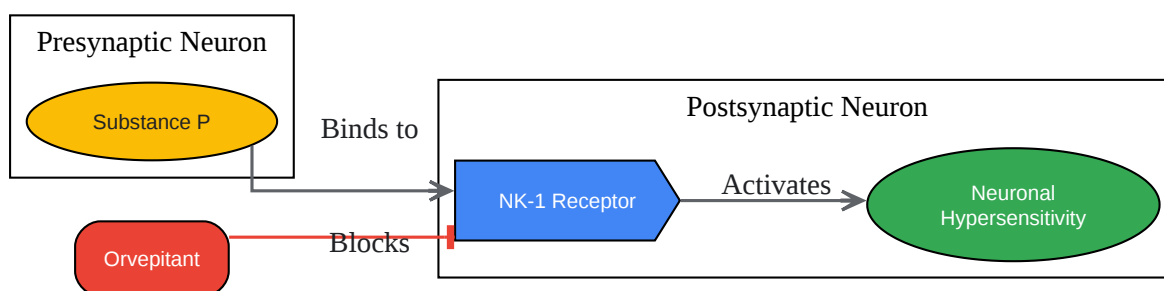 Presynaptic Neuron
Substance P
Binds to
Postsynaptic Neuron
NK-1 Receptor
Activates
Neuronal
Hypersensitivity
Blocks
Orvepitant